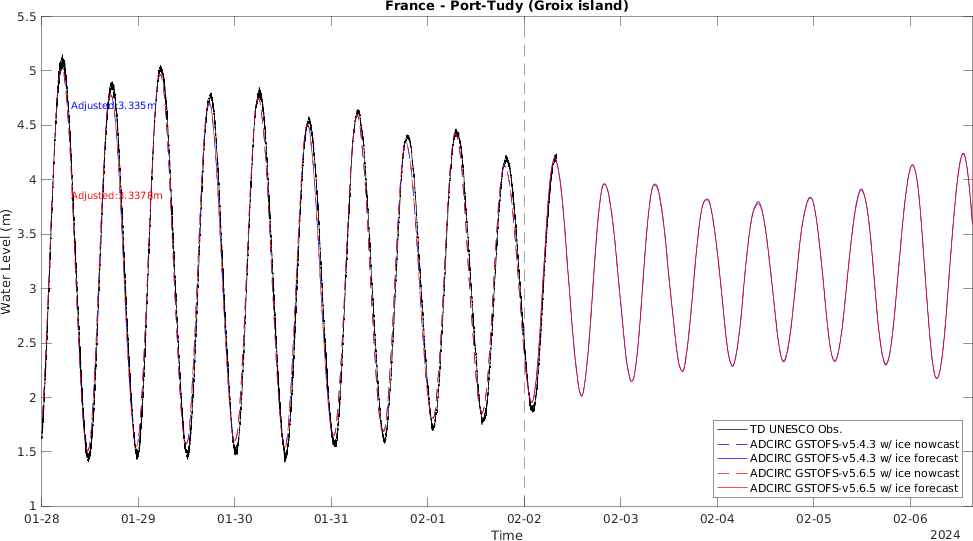 France - Port-Tudy (Groix island)
5.5
5
4.5
4
3.5
3
2.5
2
1.5
1
Water Level (m)
Adjusted:3.335m
Adjusted:3.3378m
TD UNESCO Obs.
ADCIRC GSTOFS-v5.4.3 w/ ice nowcast
ADCIRC GSTOFS-v5.4.3 w/ ice forecast
ADCIRC GSTOFS-v5.6.5 w/ ice nowcast
ADCIRC GSTOFS-v5.6.5 w/ ice forecast
01-28 01-29 01-30 01-31 02-01 02-02 02-03 02-04 02-05 02-06
Time
2024